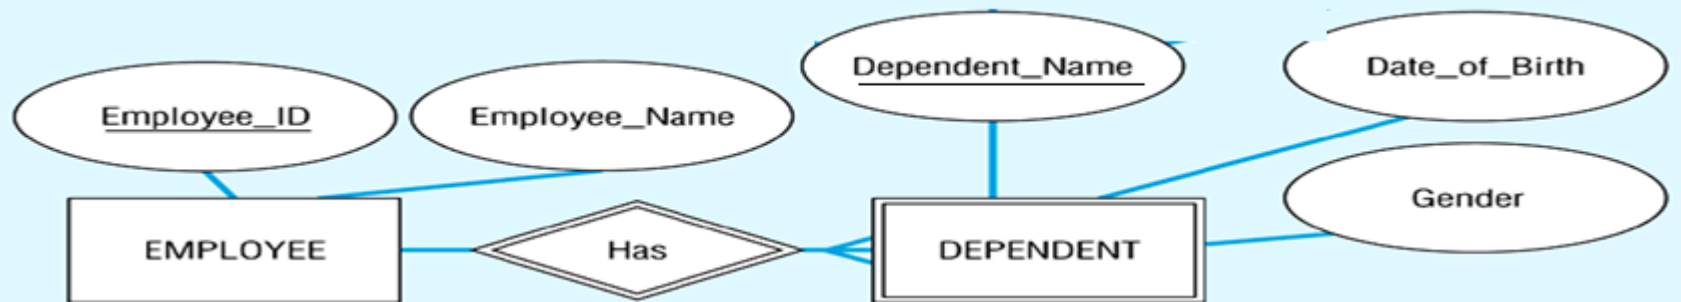 Dependent_Name
Date_of_Birth
Employee_ID
Employee_Name
Gender
EMPLOYEE
Has
DEPENDENT